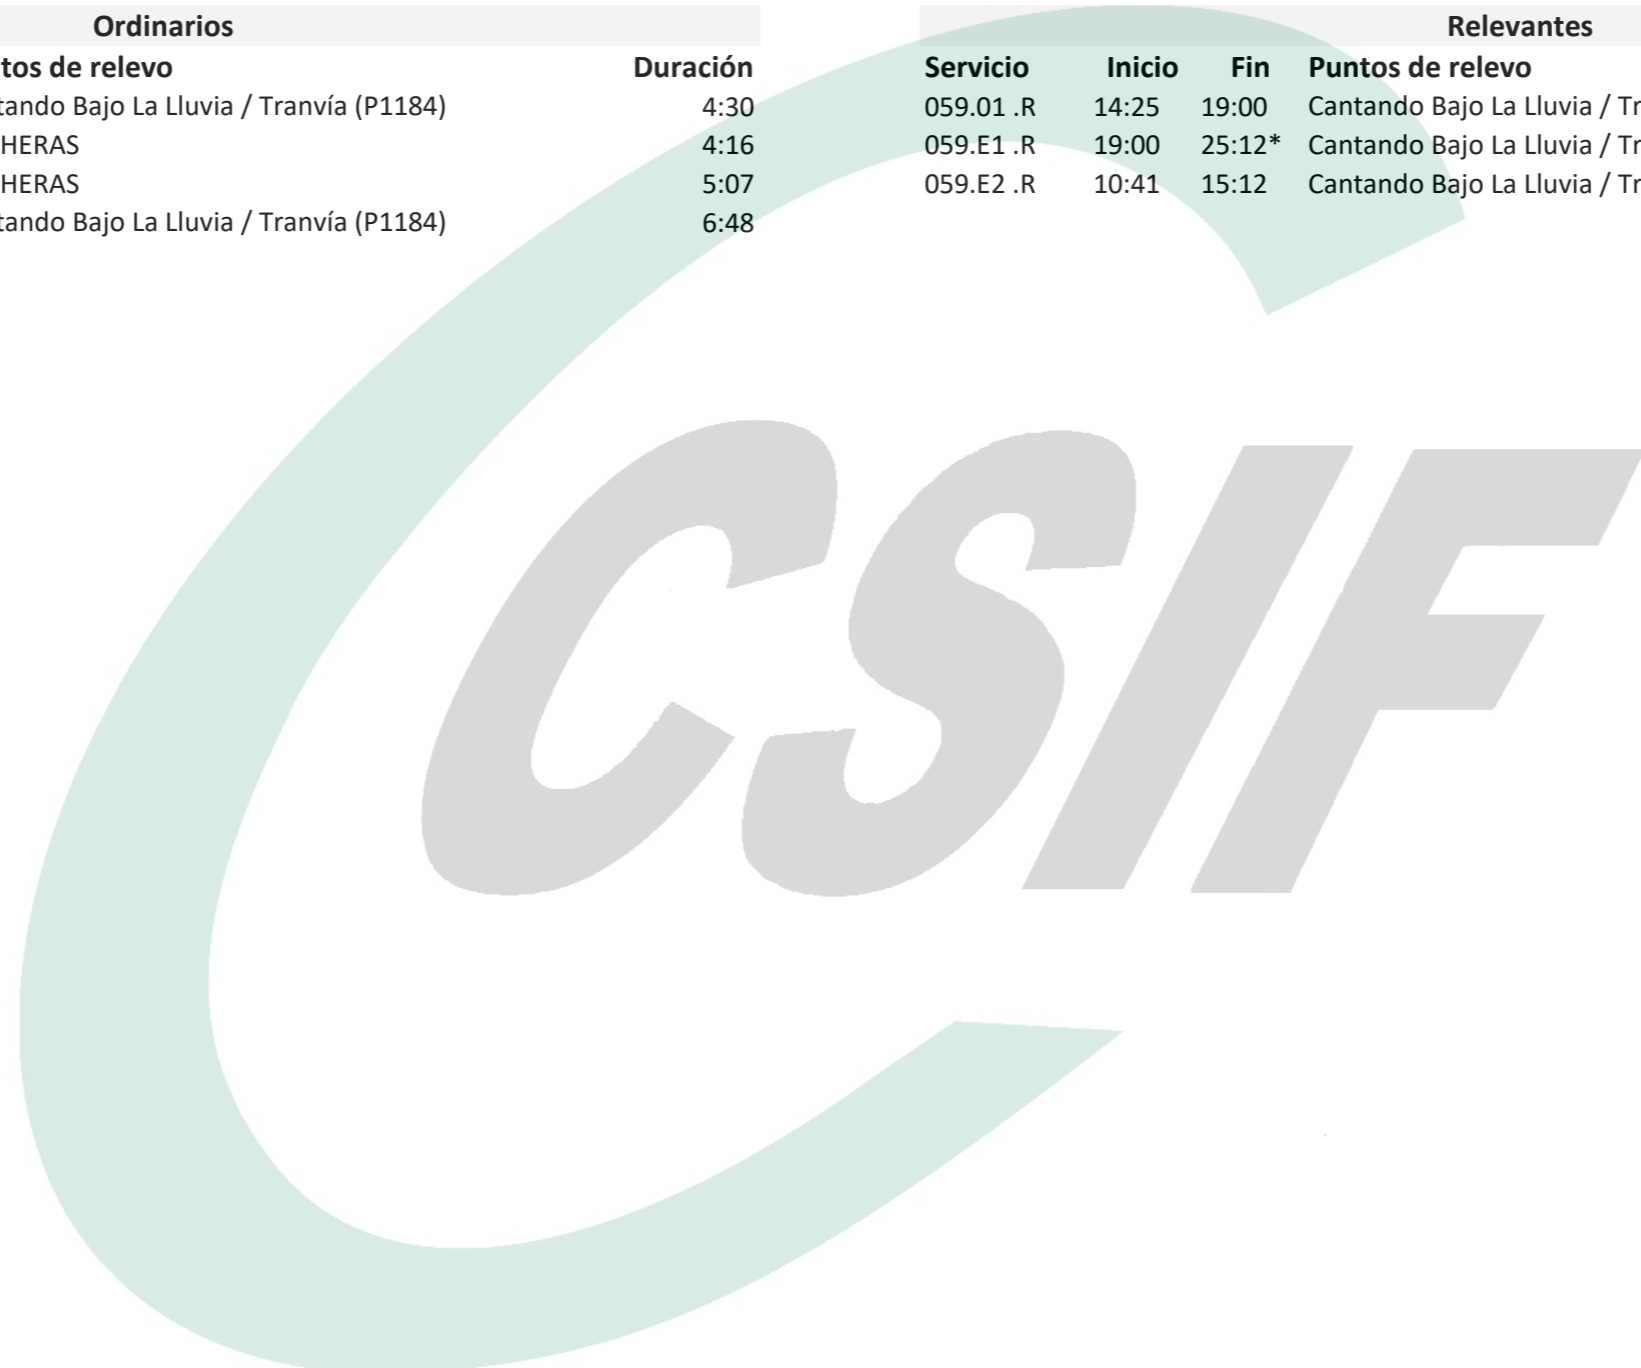 Ordinarios
tos de relevo Duración
tando Bajo La Lluvia / Tranvía (P1184) 4:30
HERAS 4:16
HERAS 5:07
tando Bajo La Lluvia / Tranvía (P1184) 6:48
Relevantes
Servicio Inicio Fin Puntos de relevo
059.01 .R 14:25 19:00 Cantando Bajo La Lluvia / Tr
059.E1 .R 19:00 25:12* Cantando Bajo La Lluvia / Tr
059.E2 .R 10:41 15:12 Cantando Bajo La Lluvia / Tr
CSIF